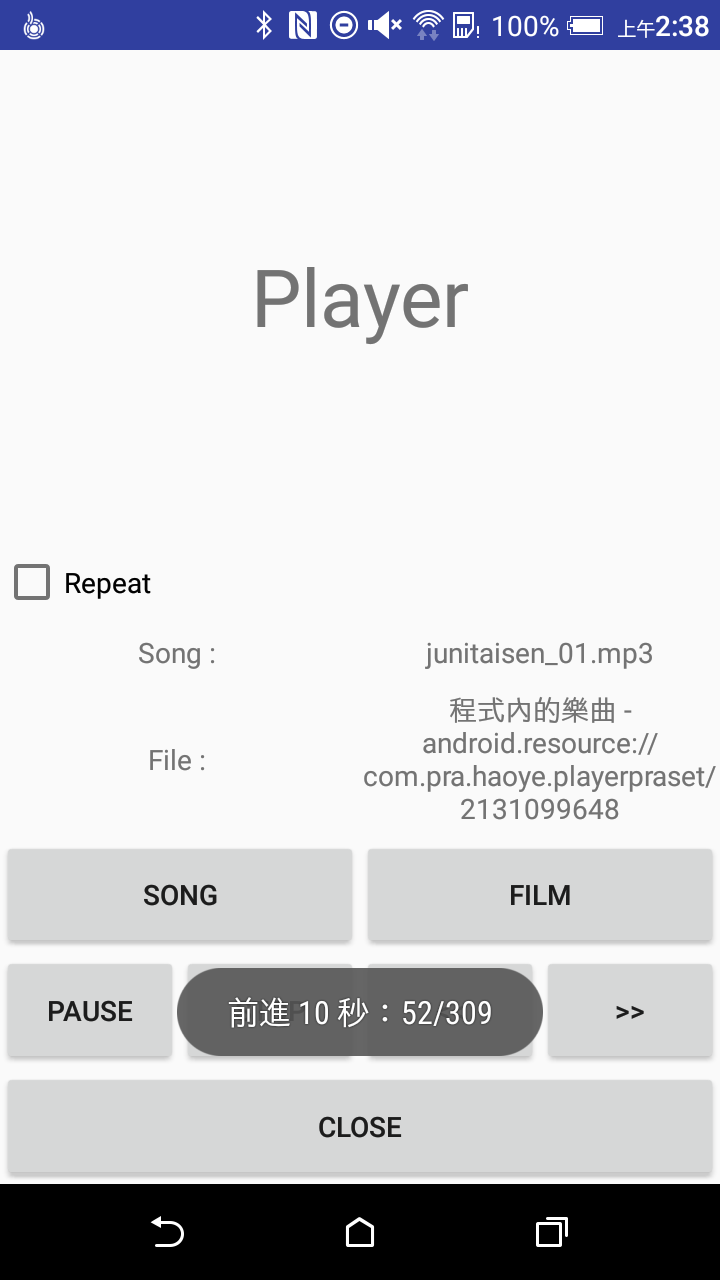 100% 上午2:38
Player
Repeat
Song : junitaisen_01.mp3
程式內的樂曲 -
android.resource://
File :
com.pra.haoye.playerpraset/
2131099648
SONG FILM
PAUSE 前進 10 秒：52/309 >>
CLOSE